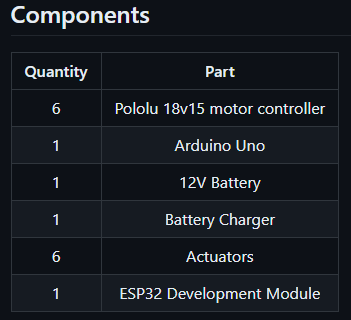 Components
Quantity Part
6 Pololu 18v15 motor controller
1 Arduino Uno
1 12V Battery
1 Battery Charger
6 Actuators
1 ESP32 Development Module